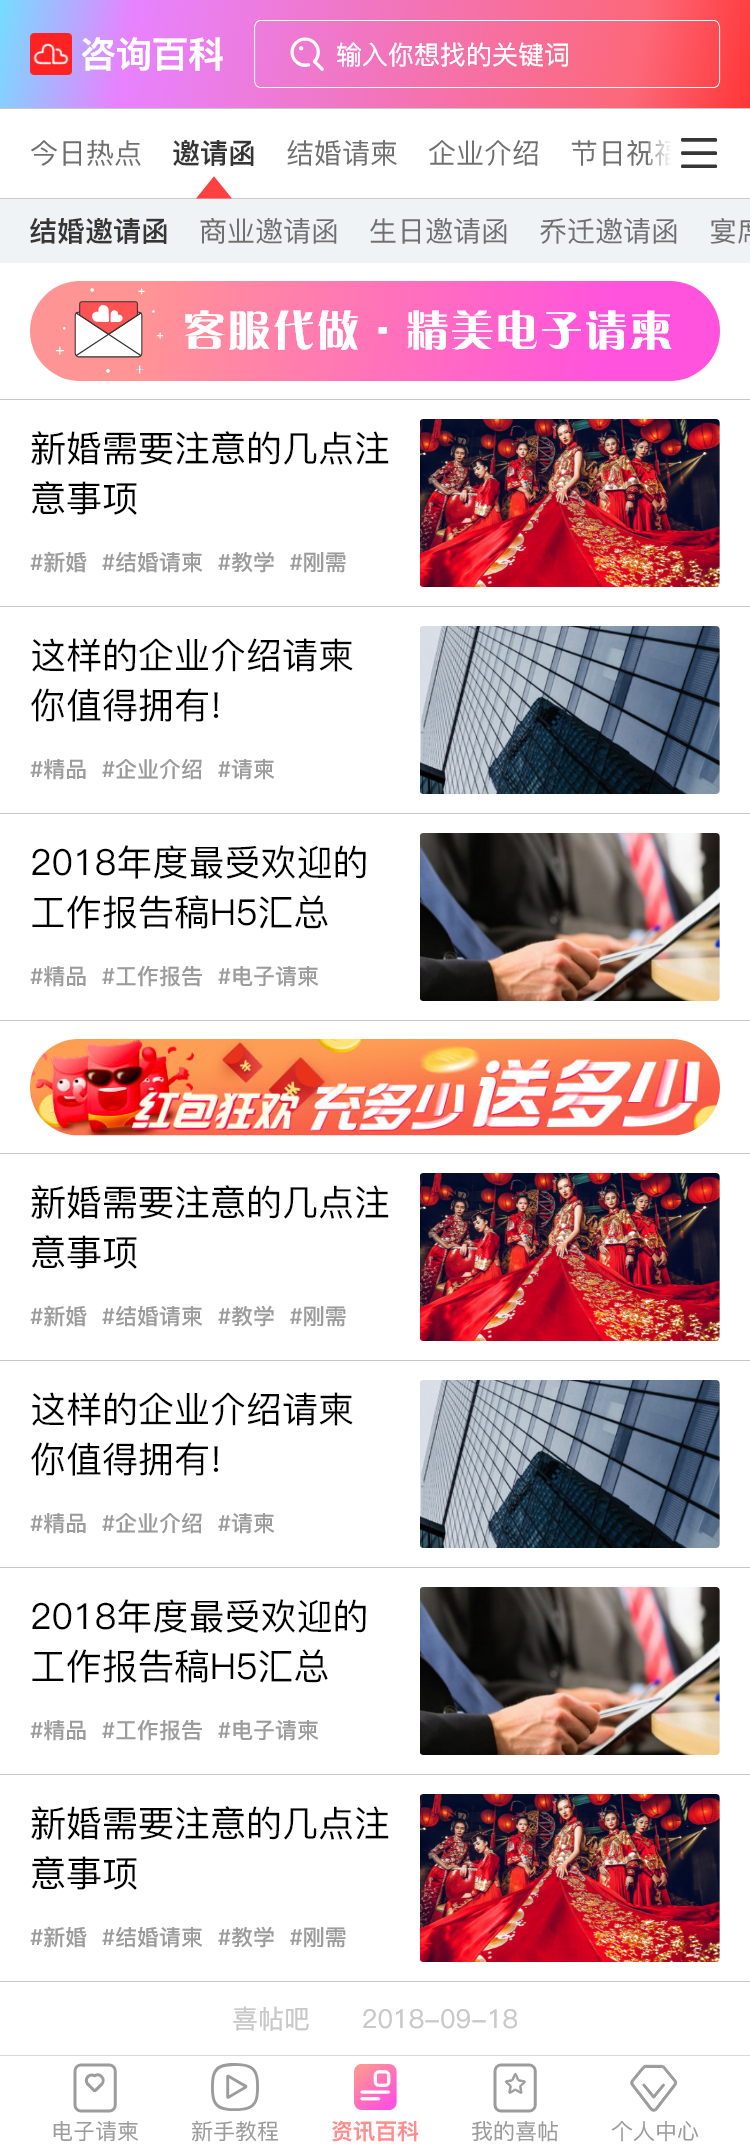 咨询百科
输入你想找的关键词
今日热点 邀请函 结婚请柬 企业介绍 节日祝福
结婚邀请函 商业邀请函 生日邀请函 乔迁邀请函 宴席
客服代做·精美电子请柬
新婚需要注意的几点注
意事项
#新婚 #结婚请柬 #教学 #刚需
这样的企业介绍请柬
你值得拥有!
#精品 #企业介绍 #请柬
2018年度最受欢迎的
工作报告稿H5汇总
#精品 #工作报告 #电子请柬
红包狂欢 充多少送多少
新婚需要注意的几点注
意事项
#新婚 #结婚请柬 #教学 #刚需
这样的企业介绍请柬
你值得拥有!
#精品 #企业介绍 #请柬
2018年度最受欢迎的
工作报告稿H5汇总
#精品 #工作报告 #电子请柬
新婚需要注意的几点注
意事项
#新婚 #结婚请柬 #教学 #刚需
喜帖吧 2018-09-18
电子请柬 新手教程 资讯百科 我的喜帖 个人中心